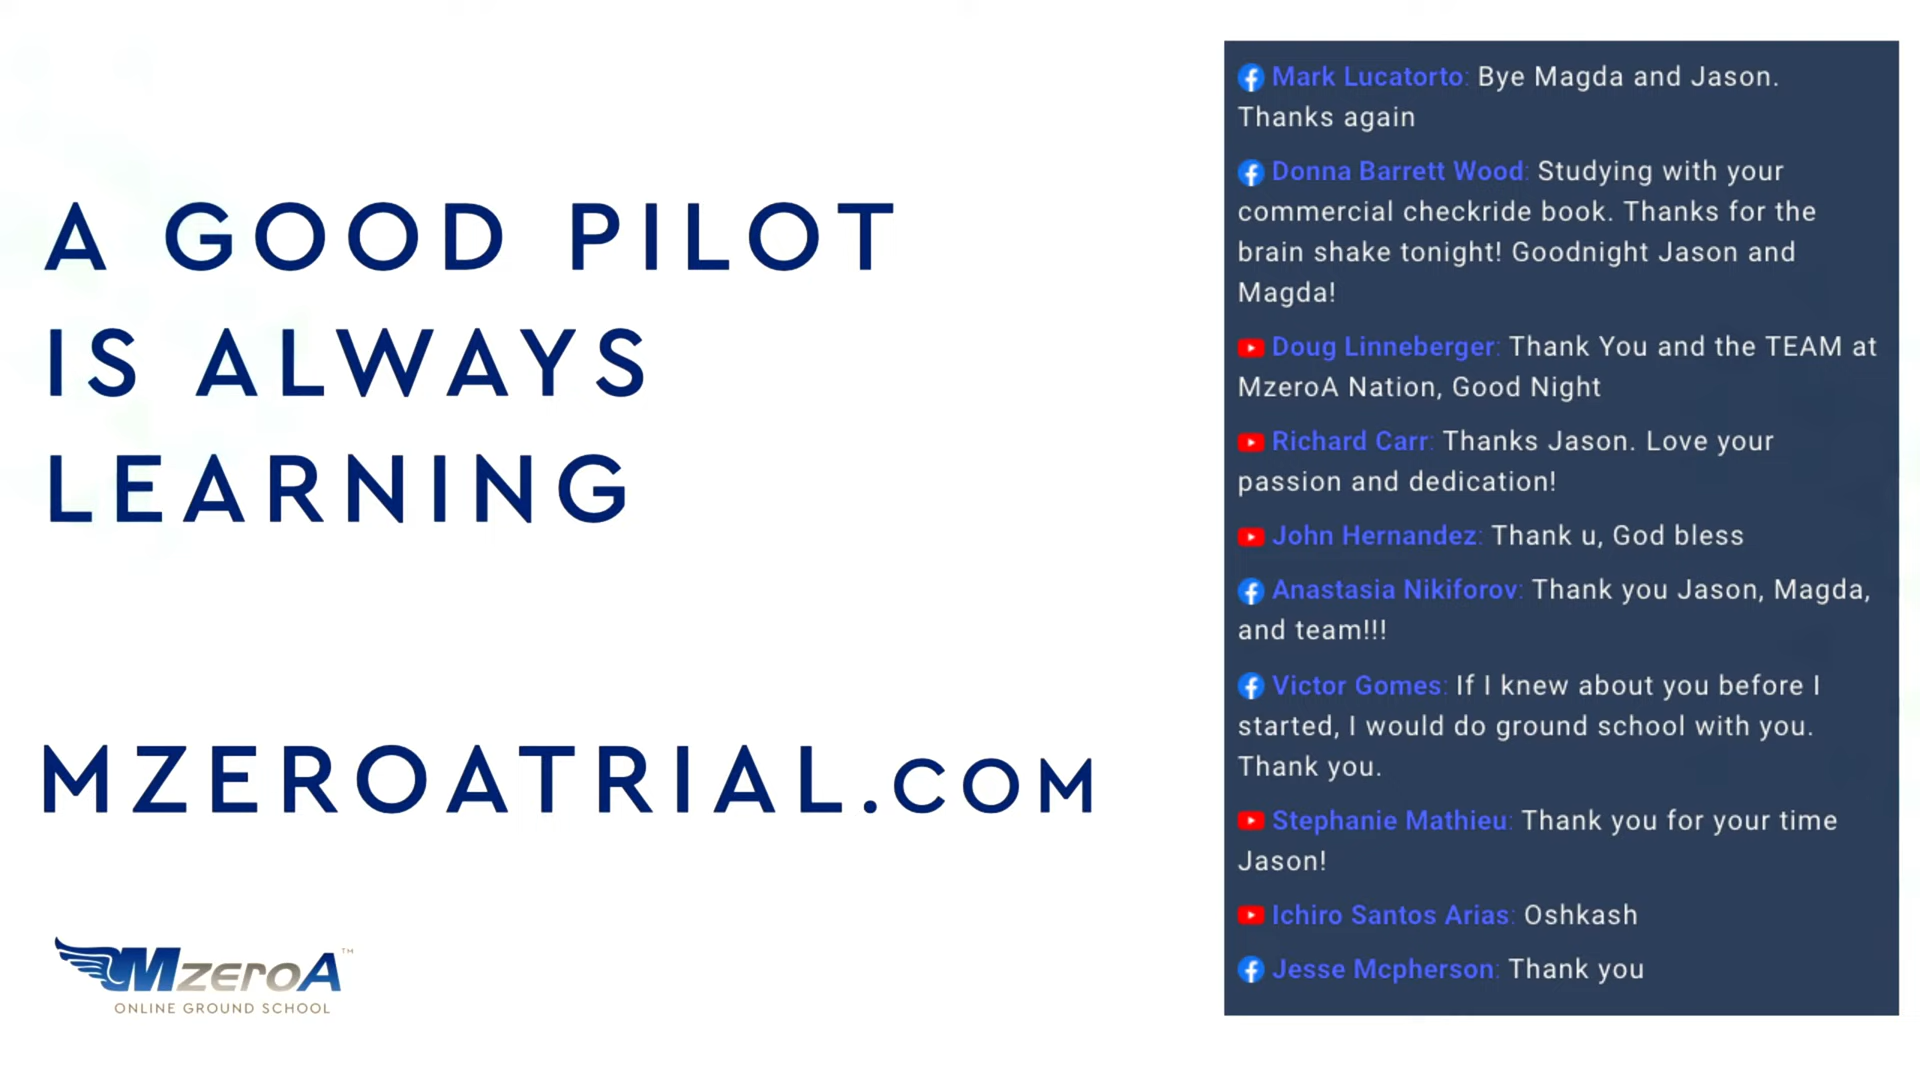 A GOOD PILOT
IS ALWAYS
LEARNING
MZEROATRIAL.COM
MzeroA™
ONLINE GROUND SCHOOL
Mark Lucatorto: Bye Magda and Jason.
Thanks again
Donna Barrett Wood: Studying with your
commercial checkride book. Thanks for the
brain shake tonight! Goodnight Jason and
Magda!
Doug Linneberger: Thank You and the TEAM at
MzeroA Nation, Good Night
Richard Carr: Thanks Jason. Love your
passion and dedication!
John Hernandez: Thank u, God bless
Anastasia Nikiforov: Thank you Jason, Magda,
and team!!!
Victor Gomes: If I knew about you before I
started, I would do ground school with you.
Thank you.
Stephanie Mathieu: Thank you for your time
Jason!
Ichiro Santos Arias: Oshkash
Jesse Mcpherson: Thank you